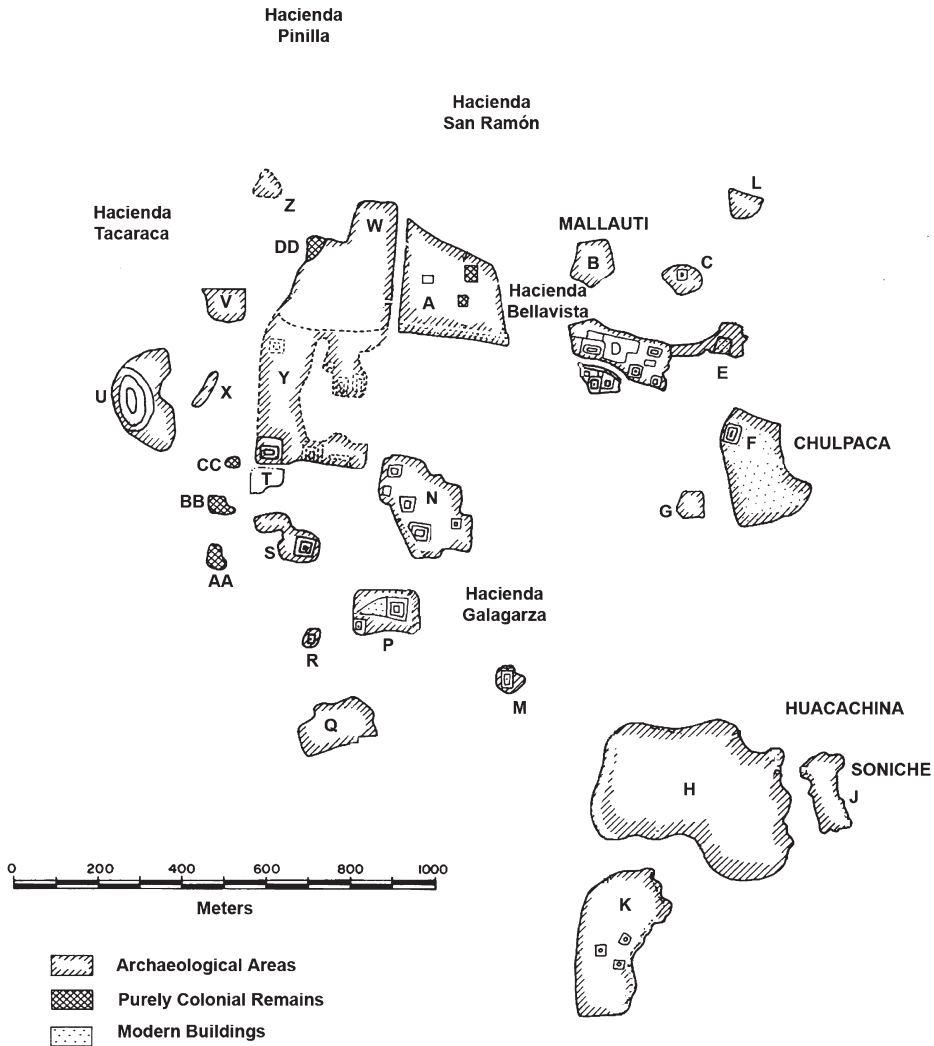 Hacienda
Pinilla
Hacienda
San Ramón
L
Z
Hacienda
Tacaraca
W
MALLAUTI
DD
B
C
V
A
Hacienda
Bellavista
D
E
Y
U
X
F
CHULPACA
CC
T
N
BB
G
S
AA
Hacienda
Galagarza
P
R
M
Q
HUACACHINA
SONICHE
H
J
0 200 400 600 800 1000
Meters
K
Archaeological Areas
Purely Colonial Remains
Modern Buildings